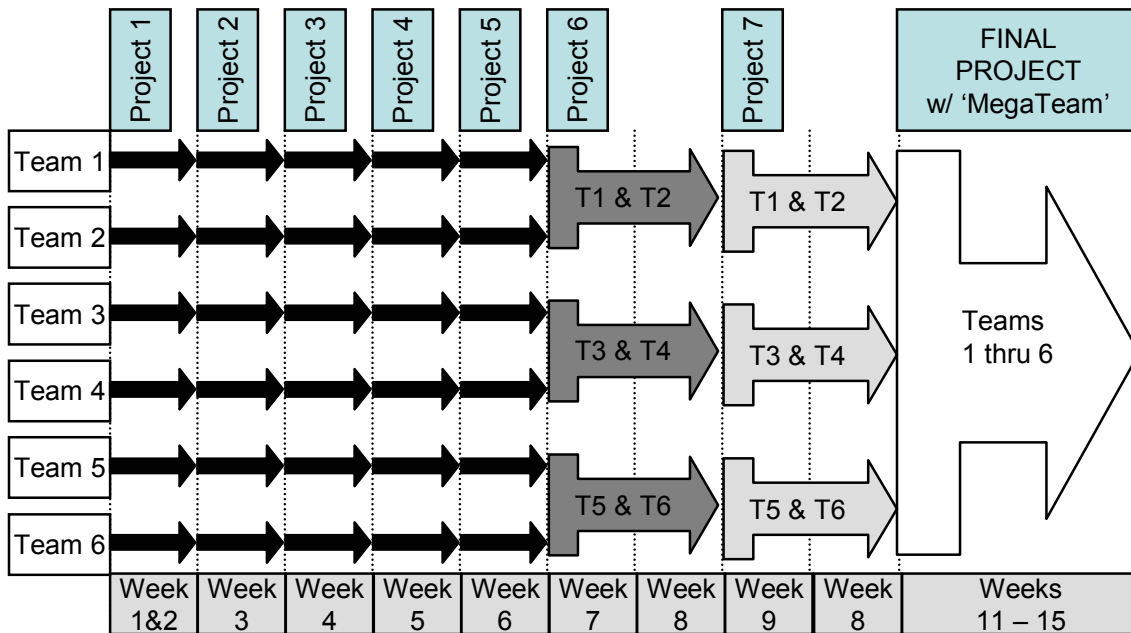 Project 1
Project 2
Project 3
Project 4
Project 5
Project 6
Project 7
FINAL
PROJECT
w/ ‘MegaTeam’
Team 1
Team 2
Team 3
Team 4
Team 5
Team 6
T1 & T2
T1 & T2
T3 & T4
T3 & T4
T5 & T6
T5 & T6
Teams
1 thru 6
Week
1&2
Week
3
Week
4
Week
5
Week
6
Week
7
Week
8
Week
9
Week
8
Weeks
11 – 15